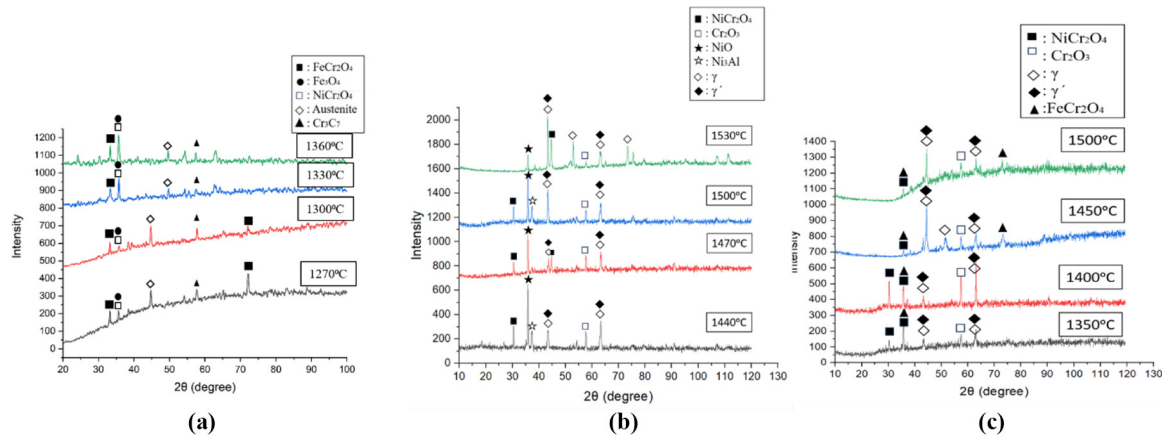 ■ : FeCr₂O₄
● : Fe₃O₄
□ : NiCr₂O₄
◇ : Austenite
▲ : Cr₃C₇
1360°C
1330°C
1300°C
1270°C
Intensity
1200
1100
1000
900
800
700
600
500
400
300
200
100
0
20 30 40 50 60 70 80 90 100
2θ (degree)
(a)
■ : NiCr₂O₄
□ : Cr₂O₃
★ : NiO
☆ : Ni₃Al
◇ : γ
◆ : γ´
1530°C
1500°C
1470°C
1440°C
Intensity
2000
1800
1600
1400
1200
1000
800
600
400
200
0
10 20 30 40 50 60 70 80 90 100 110 120 130
2θ (degree)
(b)
■ : NiCr₂O₄
□ : Cr₂O₃
◇ : γ
◆ : γ´
▲ : FeCr₂O₄
1500°C
1450°C
1400°C
1350°C
Intensity
1400
1300
1200
1100
1000
900
800
700
600
500
400
300
200
100
0
10 20 30 40 50 60 70 80 90 100 110 120 130
2θ (degree)
(c)